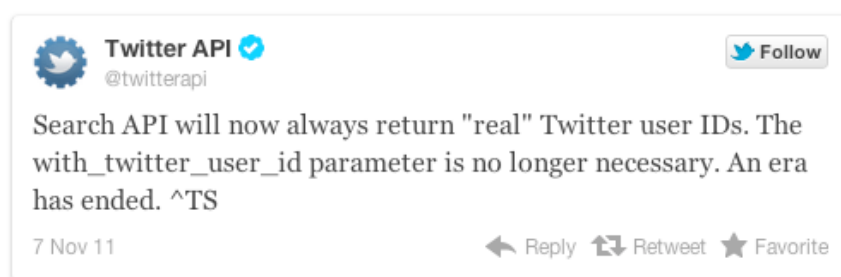 Twitter API
Follow
@twitterapi
Search API will now always return "real" Twitter user IDs. The
with_twitter_user_id parameter is no longer necessary. An era
has ended. ^TS
7 Nov 11
Reply Retweet Favorite